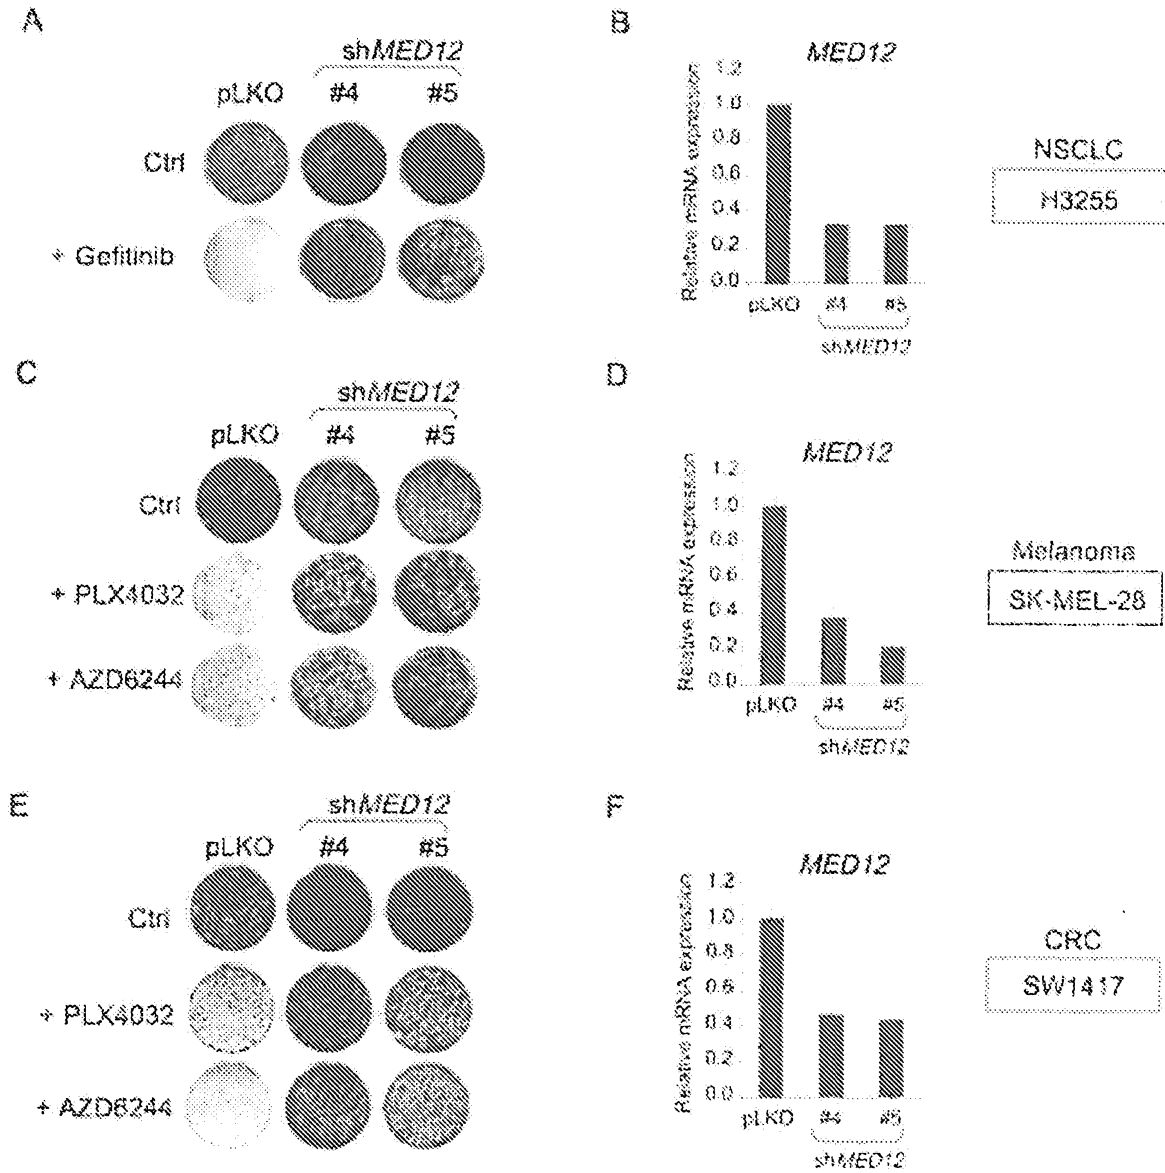 A
shMED12
pLKO #4 #5
Ctrl
+ Gefitinib
B
MED12
Relative mRNA expression
1.2
1.0
0.8
0.6
0.4
0.2
0.0
pLKO #4 #5
shMED12
NSCLC
H3255
C
shMED12
pLKO #4 #5
Ctrl
+ PLX4032
+ AZD6244
D
MED12
Relative mRNA expression
1.2
1.0
0.8
0.6
0.4
0.2
0.0
pLKO #4 #5
shMED12
Melanoma
SK-MEL-28
E
shMED12
pLKO #4 #5
Ctrl
+ PLX4032
+ AZD6244
F
MED12
Relative mRNA expression
1.2
1.0
0.8
0.6
0.4
0.2
0.0
pLKO #4 #5
shMED12
CRC
SW1417